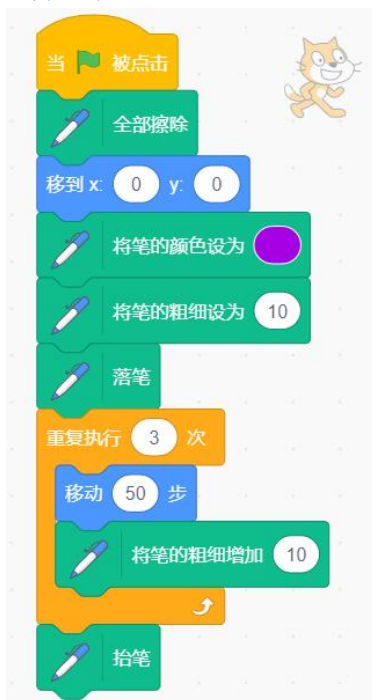 当 被点击
全部擦除
移到 x: 0 y: 0
将笔的颜色设为
将笔的粗细设为 10
落笔
重复执行 3 次
移动 50 步
将笔的粗细增加 10
抬笔